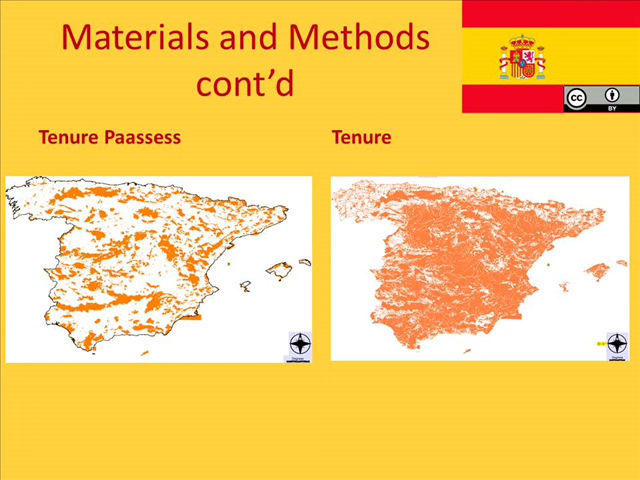 Materials and Methods
cont’d
cc
BY
Tenure Paassess
Tenure